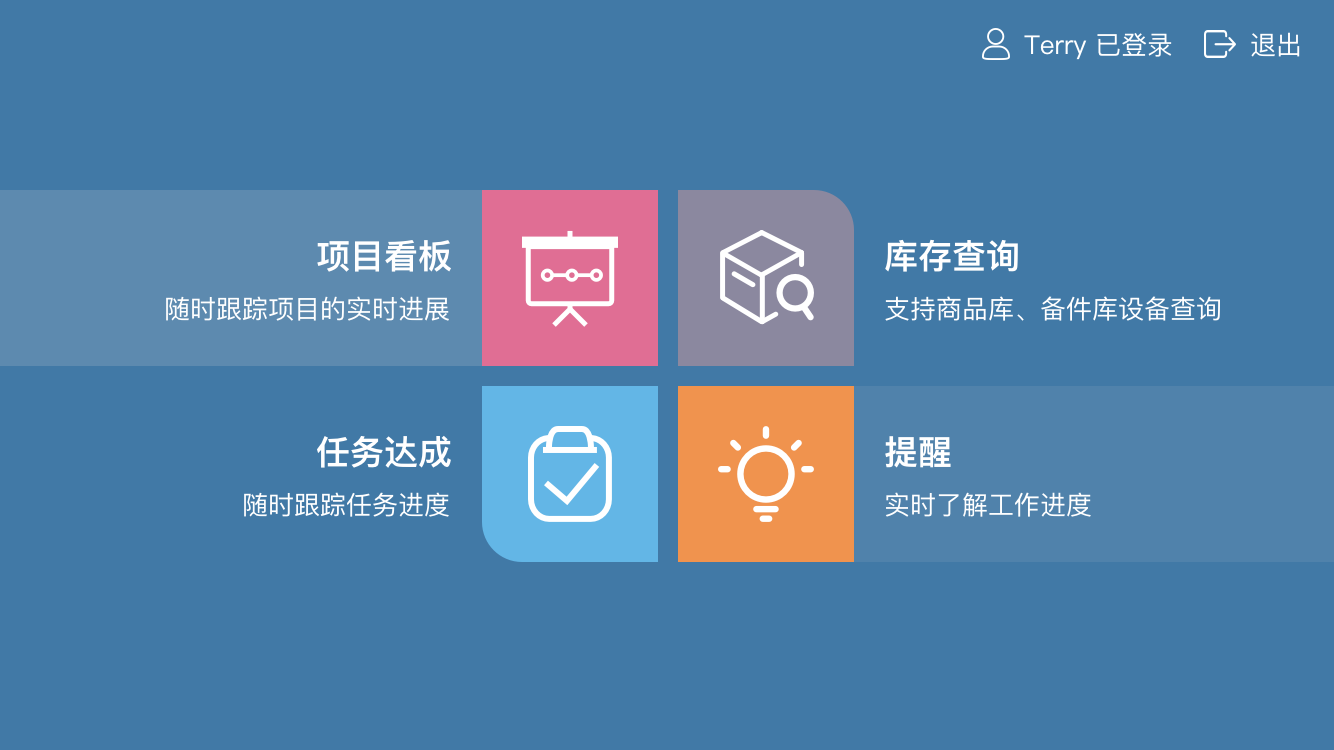 Terry 已登录
退出
项目看板
随时跟踪项目的实时进展
库存查询
支持商品库、备件库设备查询
任务达成
随时跟踪任务进度
提醒
实时了解工作进度